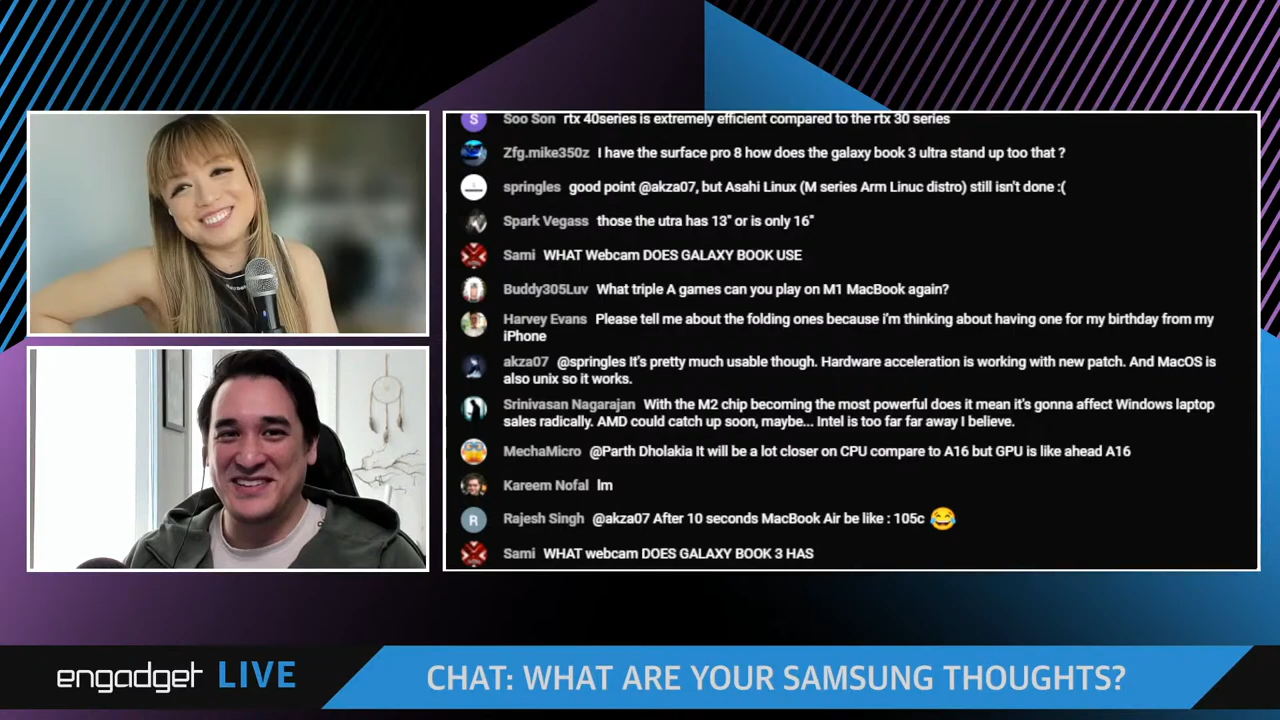 S Soo Son rtx 40series is extremely efficient compared to the rtx 30 series
Zfg.mike350z I have the surface pro 8 how does the galaxy book 3 ultra stand up too that ?
springles good point @akza07, but Asahi Linux (M series Arm Linuc distro) still isn't done :(
Spark Vegass those the utra has 13" or is only 16"
Sami WHAT Webcam DOES GALAXY BOOK USE
Buddy305Luv What triple A games can you play on M1 MacBook again?
Harvey Evans Please tell me about the folding ones because i'm thinking about having one for my birthday from my
iPhone
akza07 @springles It's pretty much usable though. Hardware acceleration is working with new patch. And MacOS is
also unix so it works.
Srinivasan Nagarajan With the M2 chip becoming the most powerful does it mean it's gonna affect Windows laptop
sales radically. AMD could catch up soon, maybe... Intel is too far far away I believe.
MechaMicro @Parth Dholakia It will be a lot closer on CPU compare to A16 but GPU is like ahead A16
Kareem Nofal lm
R Rajesh Singh @akza07 After 10 seconds MacBook Air be like : 105c 😂
Sami WHAT webcam DOES GALAXY BOOK 3 HAS
engadget LIVE
CHAT: WHAT ARE YOUR SAMSUNG THOUGHTS?